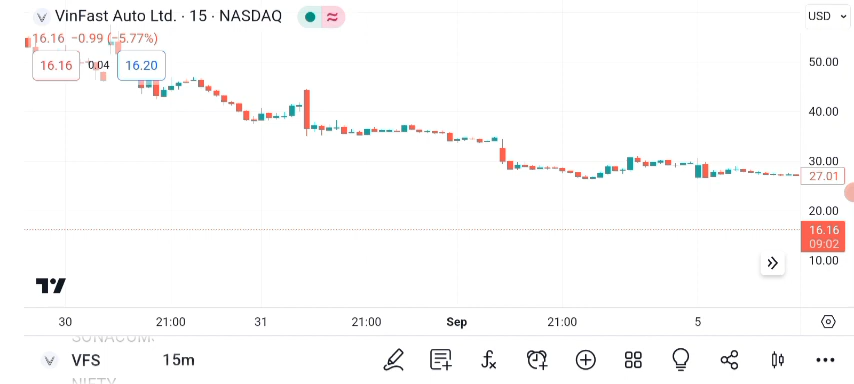 VinFast Auto Ltd. · 15 · NASDAQ
USD
16.16 −0.99 (−5.77%)
16.16 0.04 16.20
50.00
40.00
30.00
27.01
20.00
16.16
09:02
10.00
30 21:00 31 21:00 Sep 21:00 5
SONACOMS
VFS 15m
NIFTY